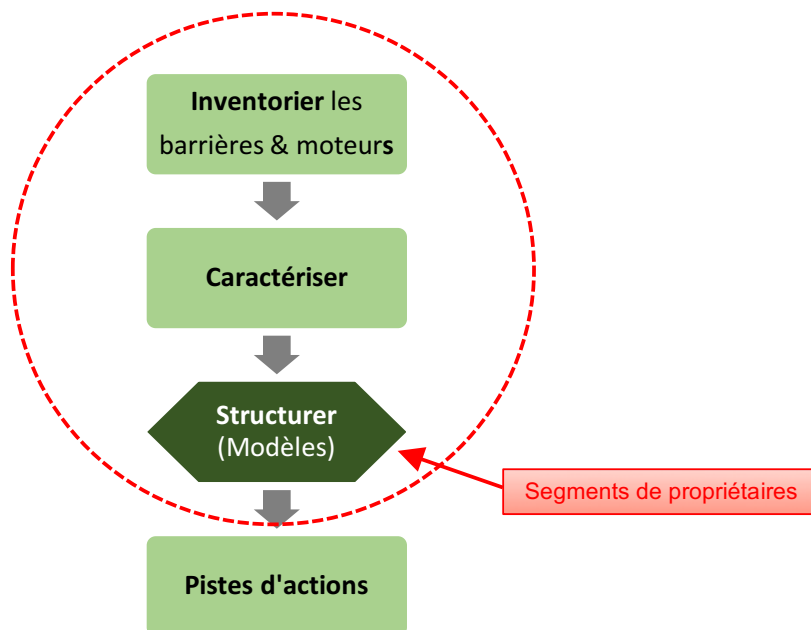 Inventorier les
barrières & moteurs
Caractériser
Structurer
(Modèles)
Segments de propriétaires
Pistes d'actions